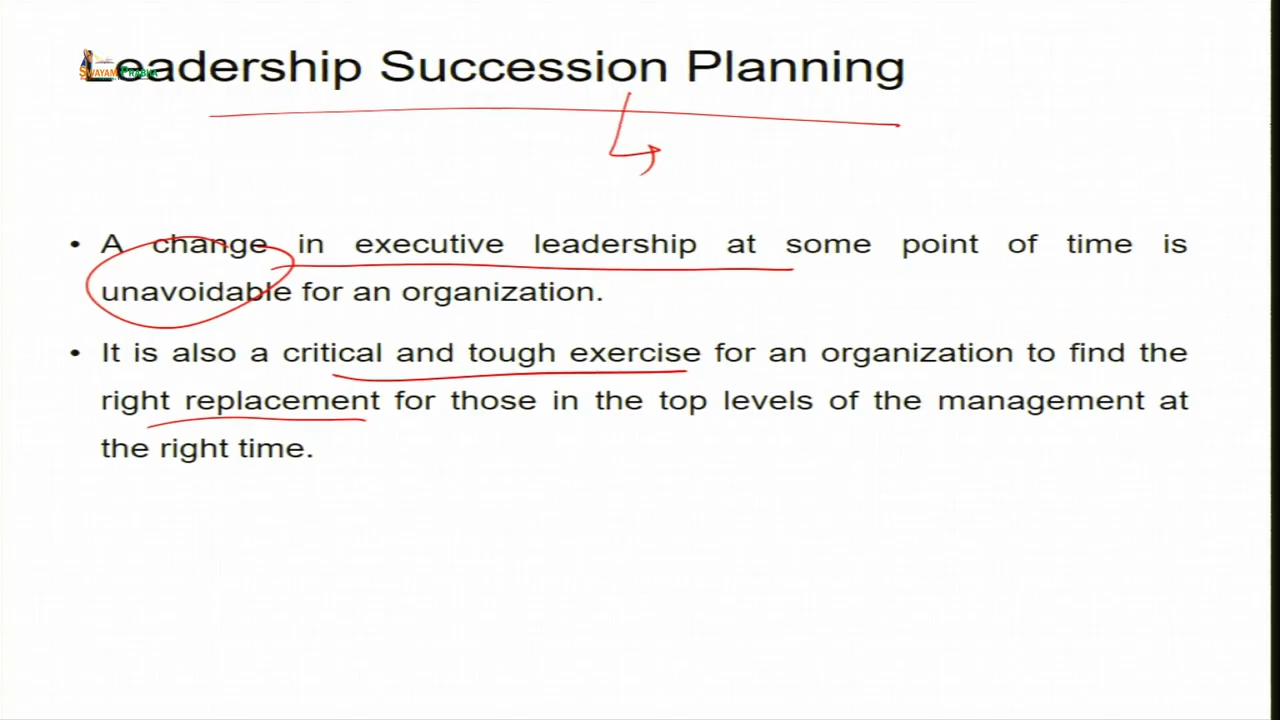 Leadership Succession Planning
SWAYAM PRABHA
• A change in executive leadership at some point of time is
unavoidable for an organization.
• It is also a critical and tough exercise for an organization to find the
right replacement for those in the top levels of the management at
the right time.